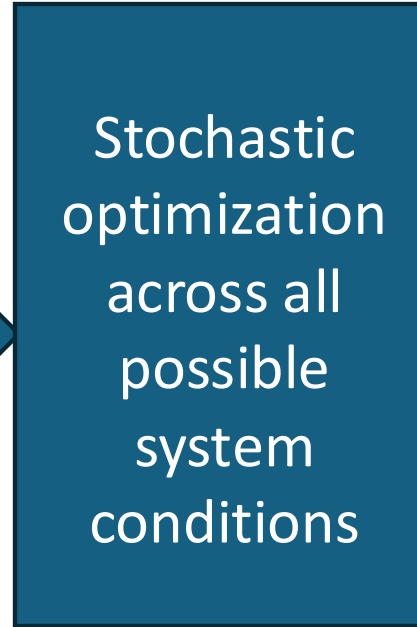 Stochastic
optimization
across all
possible
system
conditions